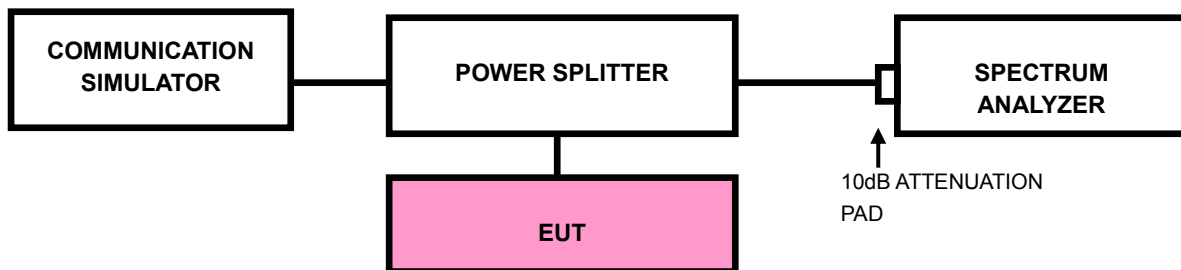 COMMUNICATION
SIMULATOR
POWER SPLITTER
SPECTRUM
ANALYZER
10dB ATTENUATION
PAD
EUT